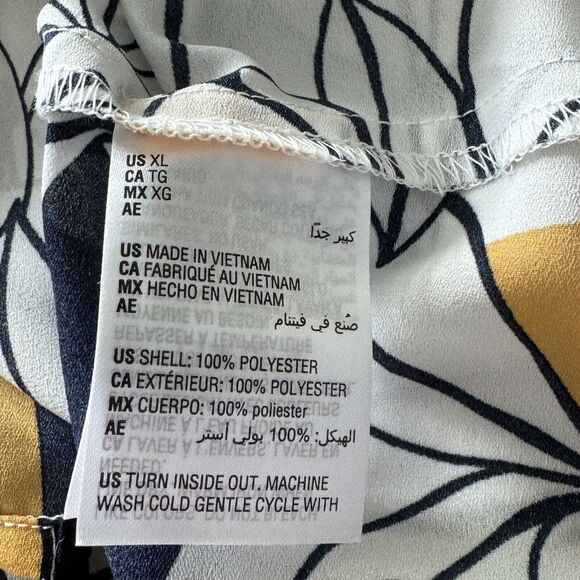 US XL
CA TG
MX XG
AE
كبير جدًا
US MADE IN VIETNAM
CA FABRIQUÉ AU VIETNAM
MX HECHO EN VIETNAM
AE
صُنع في فيتنام
US SHELL: 100% POLYESTER
CA EXTÉRIEUR: 100% POLYESTER
MX CUERPO: 100% poliester
AE الهيكل: 100% بولي أستر
US TURN INSIDE OUT. MACHINE
WASH COLD GENTLE CYCLE WITH